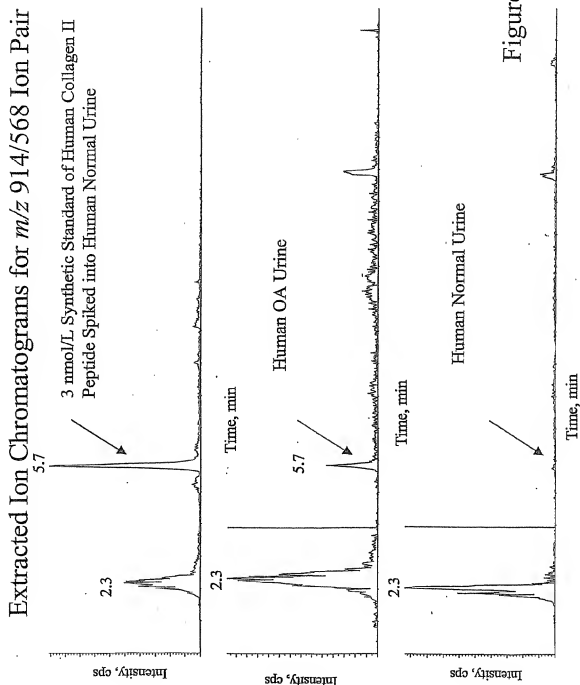 Extracted Ion Chromatograms for m/z 914/568 Ion Pair
Intensity, cps
2.3
5.7
3 nmol/L Synthetic Standard of Human Collagen II
Peptide Spiked into Human Normal Urine
Time, min
Intensity, cps
2.3
5.7
Human OA Urine
Time, min
Intensity, cps
2.3
Human Normal Urine
Time, min
Figure